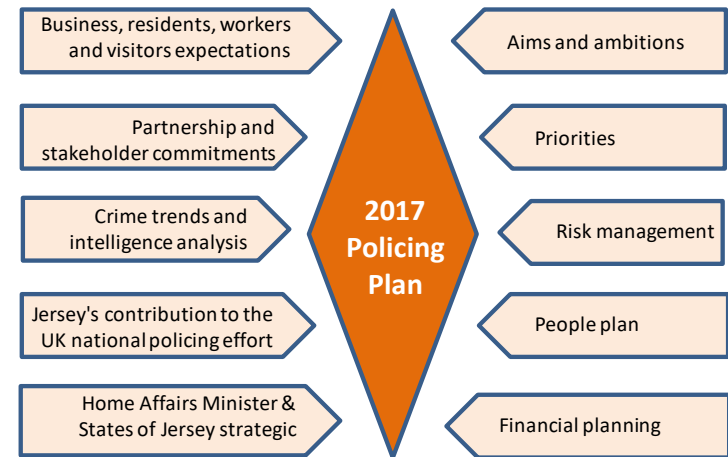 Business, residents, workers
and visitors expectations
Aims and ambitions
Partnership and
stakeholder commitments
Priorities
Crime trends and
intelligence analysis
2017
Policing
Plan
Risk management
Jersey's contribution to the
UK national policing effort
People plan
Home Affairs Minister &
States of Jersey strategic
Financial planning